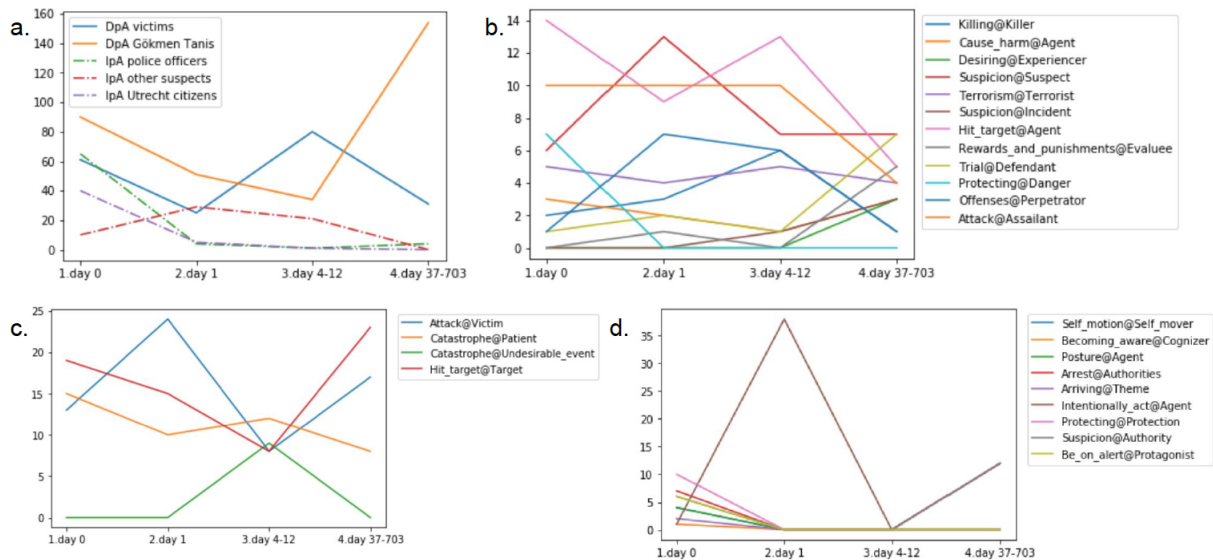 a.
160
140
120
100
80
60
40
20
0
DpA victims
DpA Gökmen Tanis
IpA police officers
IpA other suspects
IpA Utrecht citizens
1.day 0 2.day 1 3.day 4-12 4.day 37-703
b.
14
12
10
8
6
4
2
0
1.day 0 2.day 1 3.day 4-12 4.day 37-703
Killing@Killer
Cause_harm@Agent
Desiring@Experiencer
Suspicion@Suspect
Terrorism@Terrorist
Suspicion@Incident
Hit_target@Agent
Rewards_and_punishments@Evaluee
Trial@Defendant
Protecting@Danger
Offenses@Perpetrator
Attack@Assailant
c.
25
20
15
10
5
0
1.day 0 2.day 1 3.day 4-12 4.day 37-703
Attack@Victim
Catastrophe@Patient
Catastrophe@Undesirable_event
Hit_target@Target
d.
35
30
25
20
15
10
5
0
1.day 0 2.day 1 3.day 4-12 4.day 37-703
Self_motion@Self_mover
Becoming_aware@Cognizer
Posture@Agent
Arrest@Authorities
Arriving@Theme
Intentionally_act@Agent
Protecting@Protection
Suspicion@Authority
Be_on_alert@Protagonist